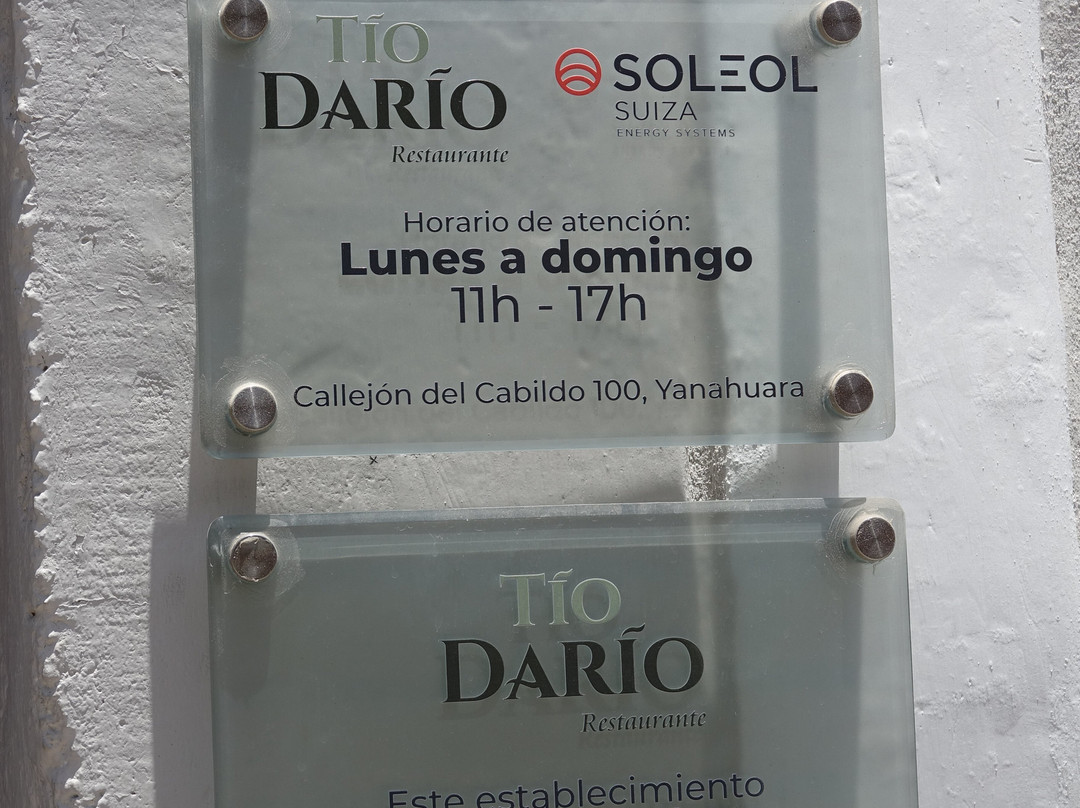 TÍO
DARÍO
Restaurante
SOLEOL
SUIZA
ENERGY SYSTEMS
Horario de atención:
Lunes a domingo
11h - 17h
Callejón del Cabildo 100, Yanahuara
TÍO
DARÍO
Restaurante
Este establecimiento